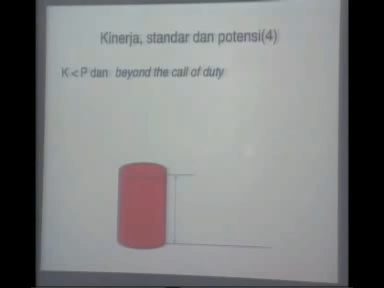 Kinerja, standar dan potensi(4)
K < P dan beyond the call of duty